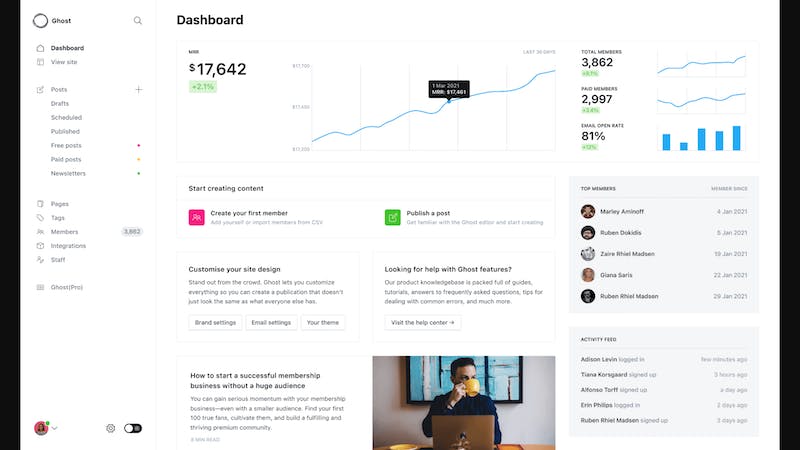 Ghost
Dashboard
View site
Posts
Drafts
Scheduled
Published
Free posts
Paid posts
Newsletters
Pages
Tags
Members 3,862
Integrations
Staff
Ghost(Pro)
Dashboard
MRR
$17,642
+2.1%
LAST 30 DAYS
$17,700
$17,450
$17,200
1 Mar 2021
MRR: $17,461
TOTAL MEMBERS
3,862
PAID MEMBERS
2,997
+3.4%
EMAIL OPEN RATE
81%
+12%
Start creating content
Create your first member
Add yourself or import members from CSV
Publish a post
Get familiar with the Ghost editor and start creating
Customise your site design
Stand out from the crowd. Ghost lets you customize
everything so you can create a publication that doesn't
just look the same as what everyone else has.
Brand settings
Email settings
Your theme
Looking for help with Ghost features?
Our product knowledgebase is packed full of guides,
tutorials, answers to frequently asked questions, tips for
dealing with common errors, and much more.
Visit the help center →
How to start a successful membership
business without a huge audience
You can gain serious momentum with your membership
business—even with a smaller audience. Find your first
100 true fans, cultivate them, and build a fulfilling and
thriving premium community.
8 MIN READ
TOP MEMBERS MEMBER SINCE
Marley Aminoff 4 Jan 2021
Ruben Dokidis 5 Jan 2021
Zaire Rhiel Madsen 19 Jan 2021
Giana Saris 22 Jan 2021
Ruben Rhiel Madsen 29 Jan 2021
ACTIVITY FEED
Adison Levin logged in few minutes ago
Tiana Korsgaard signed up 3 hours ago
Alfonso Torff signed up a day ago
Erin Philips logged in 2 days ago
Ruben Rhiel Madsen signed up 3 days ago